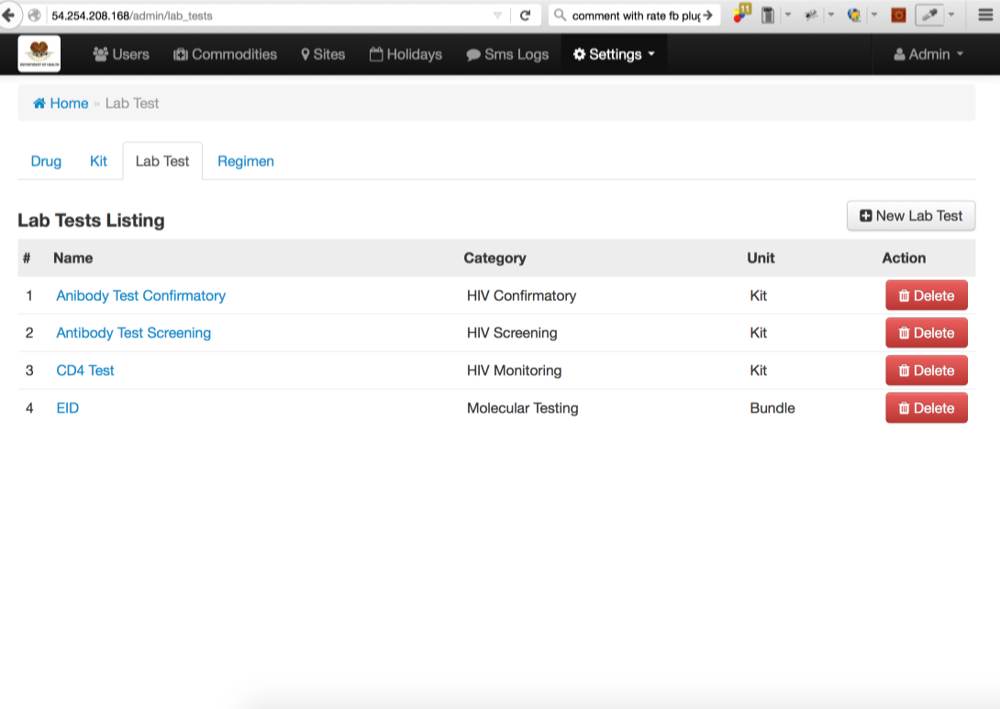 54.254.208.168/admin/lab_tests
comment with rate fb plug
11
DEPARTMENT OF HEALTH
Users
Commodities
Sites
Holidays
Sms Logs
Settings
Admin
Home » Lab Test
Drug
Kit
Lab Test
Regimen
Lab Tests Listing
New Lab Test
# Name Category Unit Action
1 Anibody Test Confirmatory HIV Confirmatory Kit Delete
2 Antibody Test Screening HIV Screening Kit Delete
3 CD4 Test HIV Monitoring Kit Delete
4 EID Molecular Testing Bundle Delete